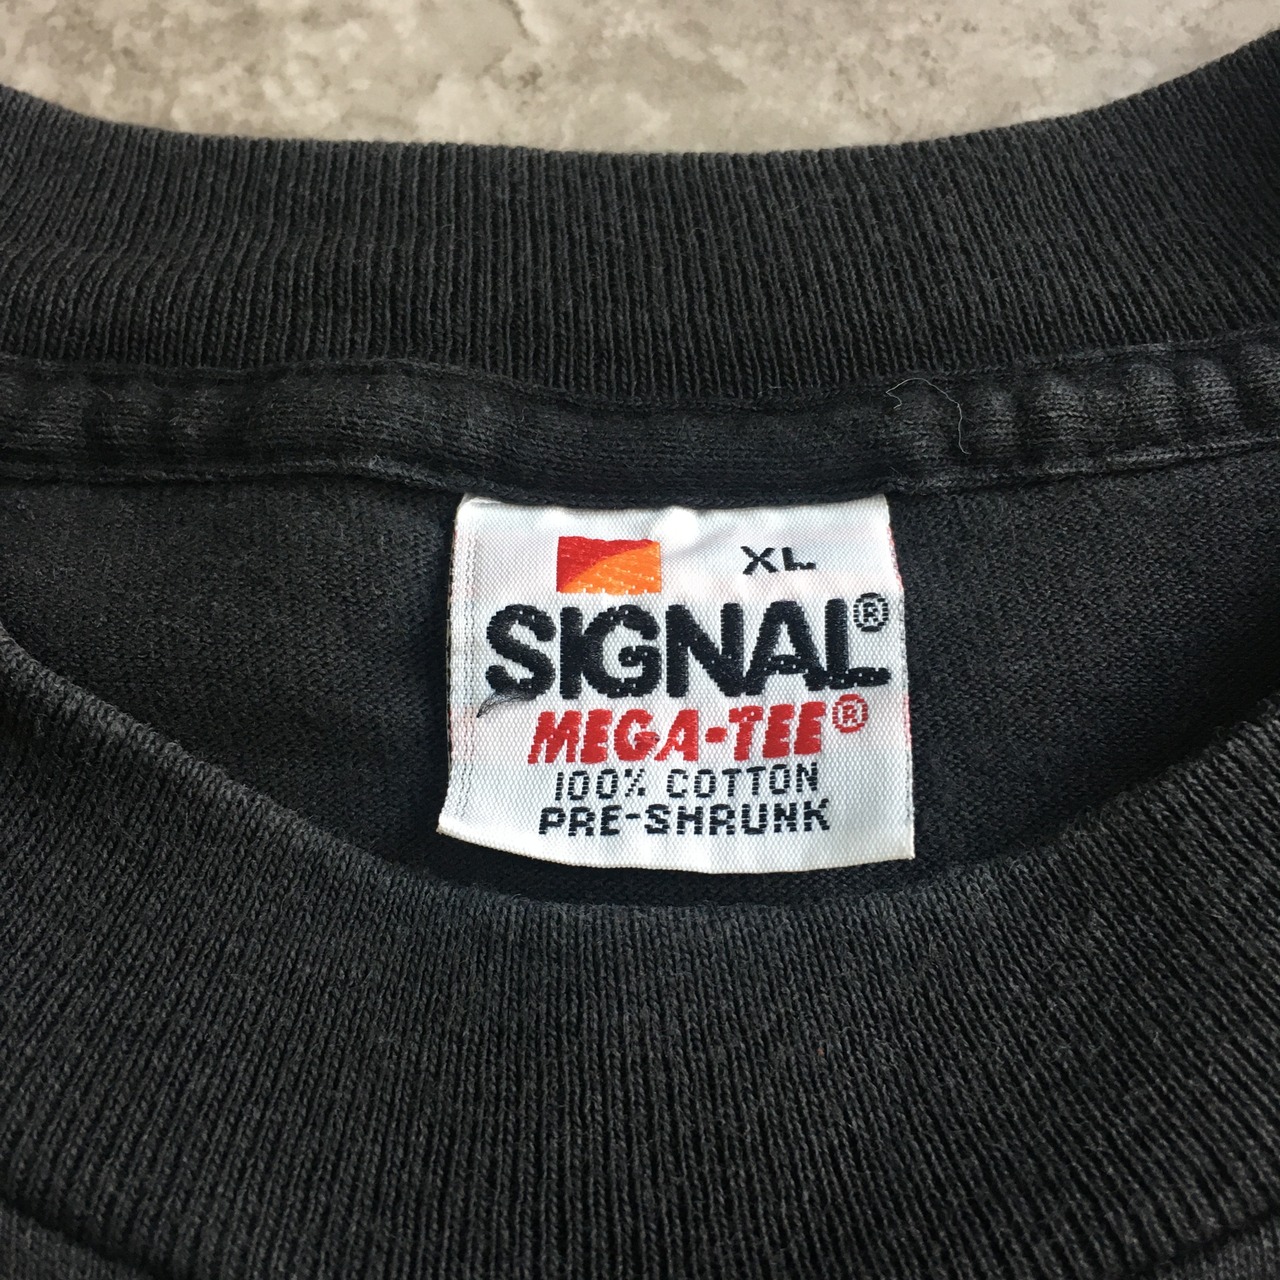 XL
SIGNAL®
MEGA-TEE®
100% COTTON
PRE-SHRUNK